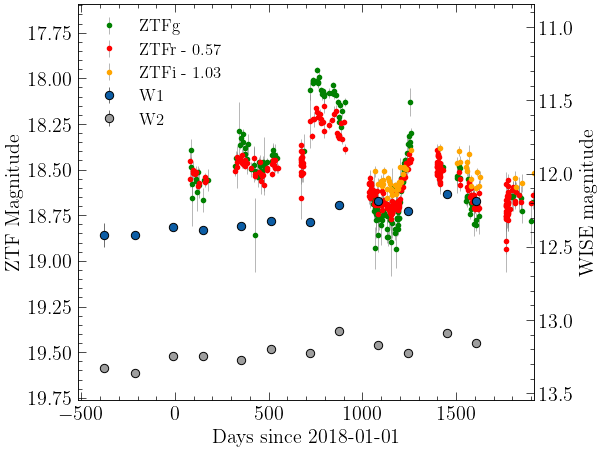 ZTFg
ZTFr - 0.57
ZTFi - 1.03
W1
W2
17.75
18.00
18.25
18.50
18.75
19.00
19.25
19.50
19.75
ZTF Magnitude
11.0
11.5
12.0
12.5
13.0
13.5
WISE magnitude
−500
0
500
1000
1500
Days since 2018-01-01